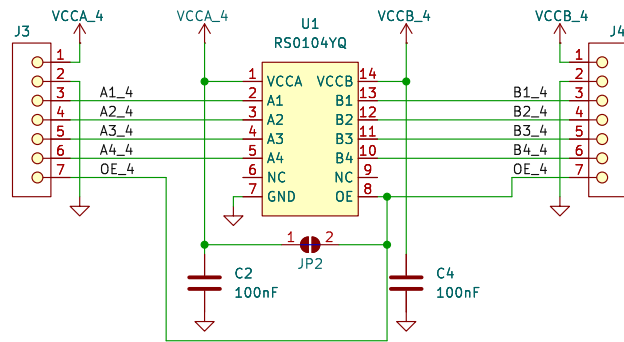 VCCA_4 VCCA_4 VCCB_4 VCCB_4
J3 U1 J4
RS0104YQ
1 1 VCCA VCCB 14 1
2 2
3 A1_4 2 A1 B1 13 B1_4 3
4 A2_4 3 A2 B2 12 B2_4 4
5 A3_4 4 A3 B3 11 B3_4 5
6 A4_4 5 A4 B4 10 B4_4 6
7 OE_4 6 NC NC 9 OE_4 7
7 GND OE 8
1 2
JP2
C2 C4
100nF 100nF